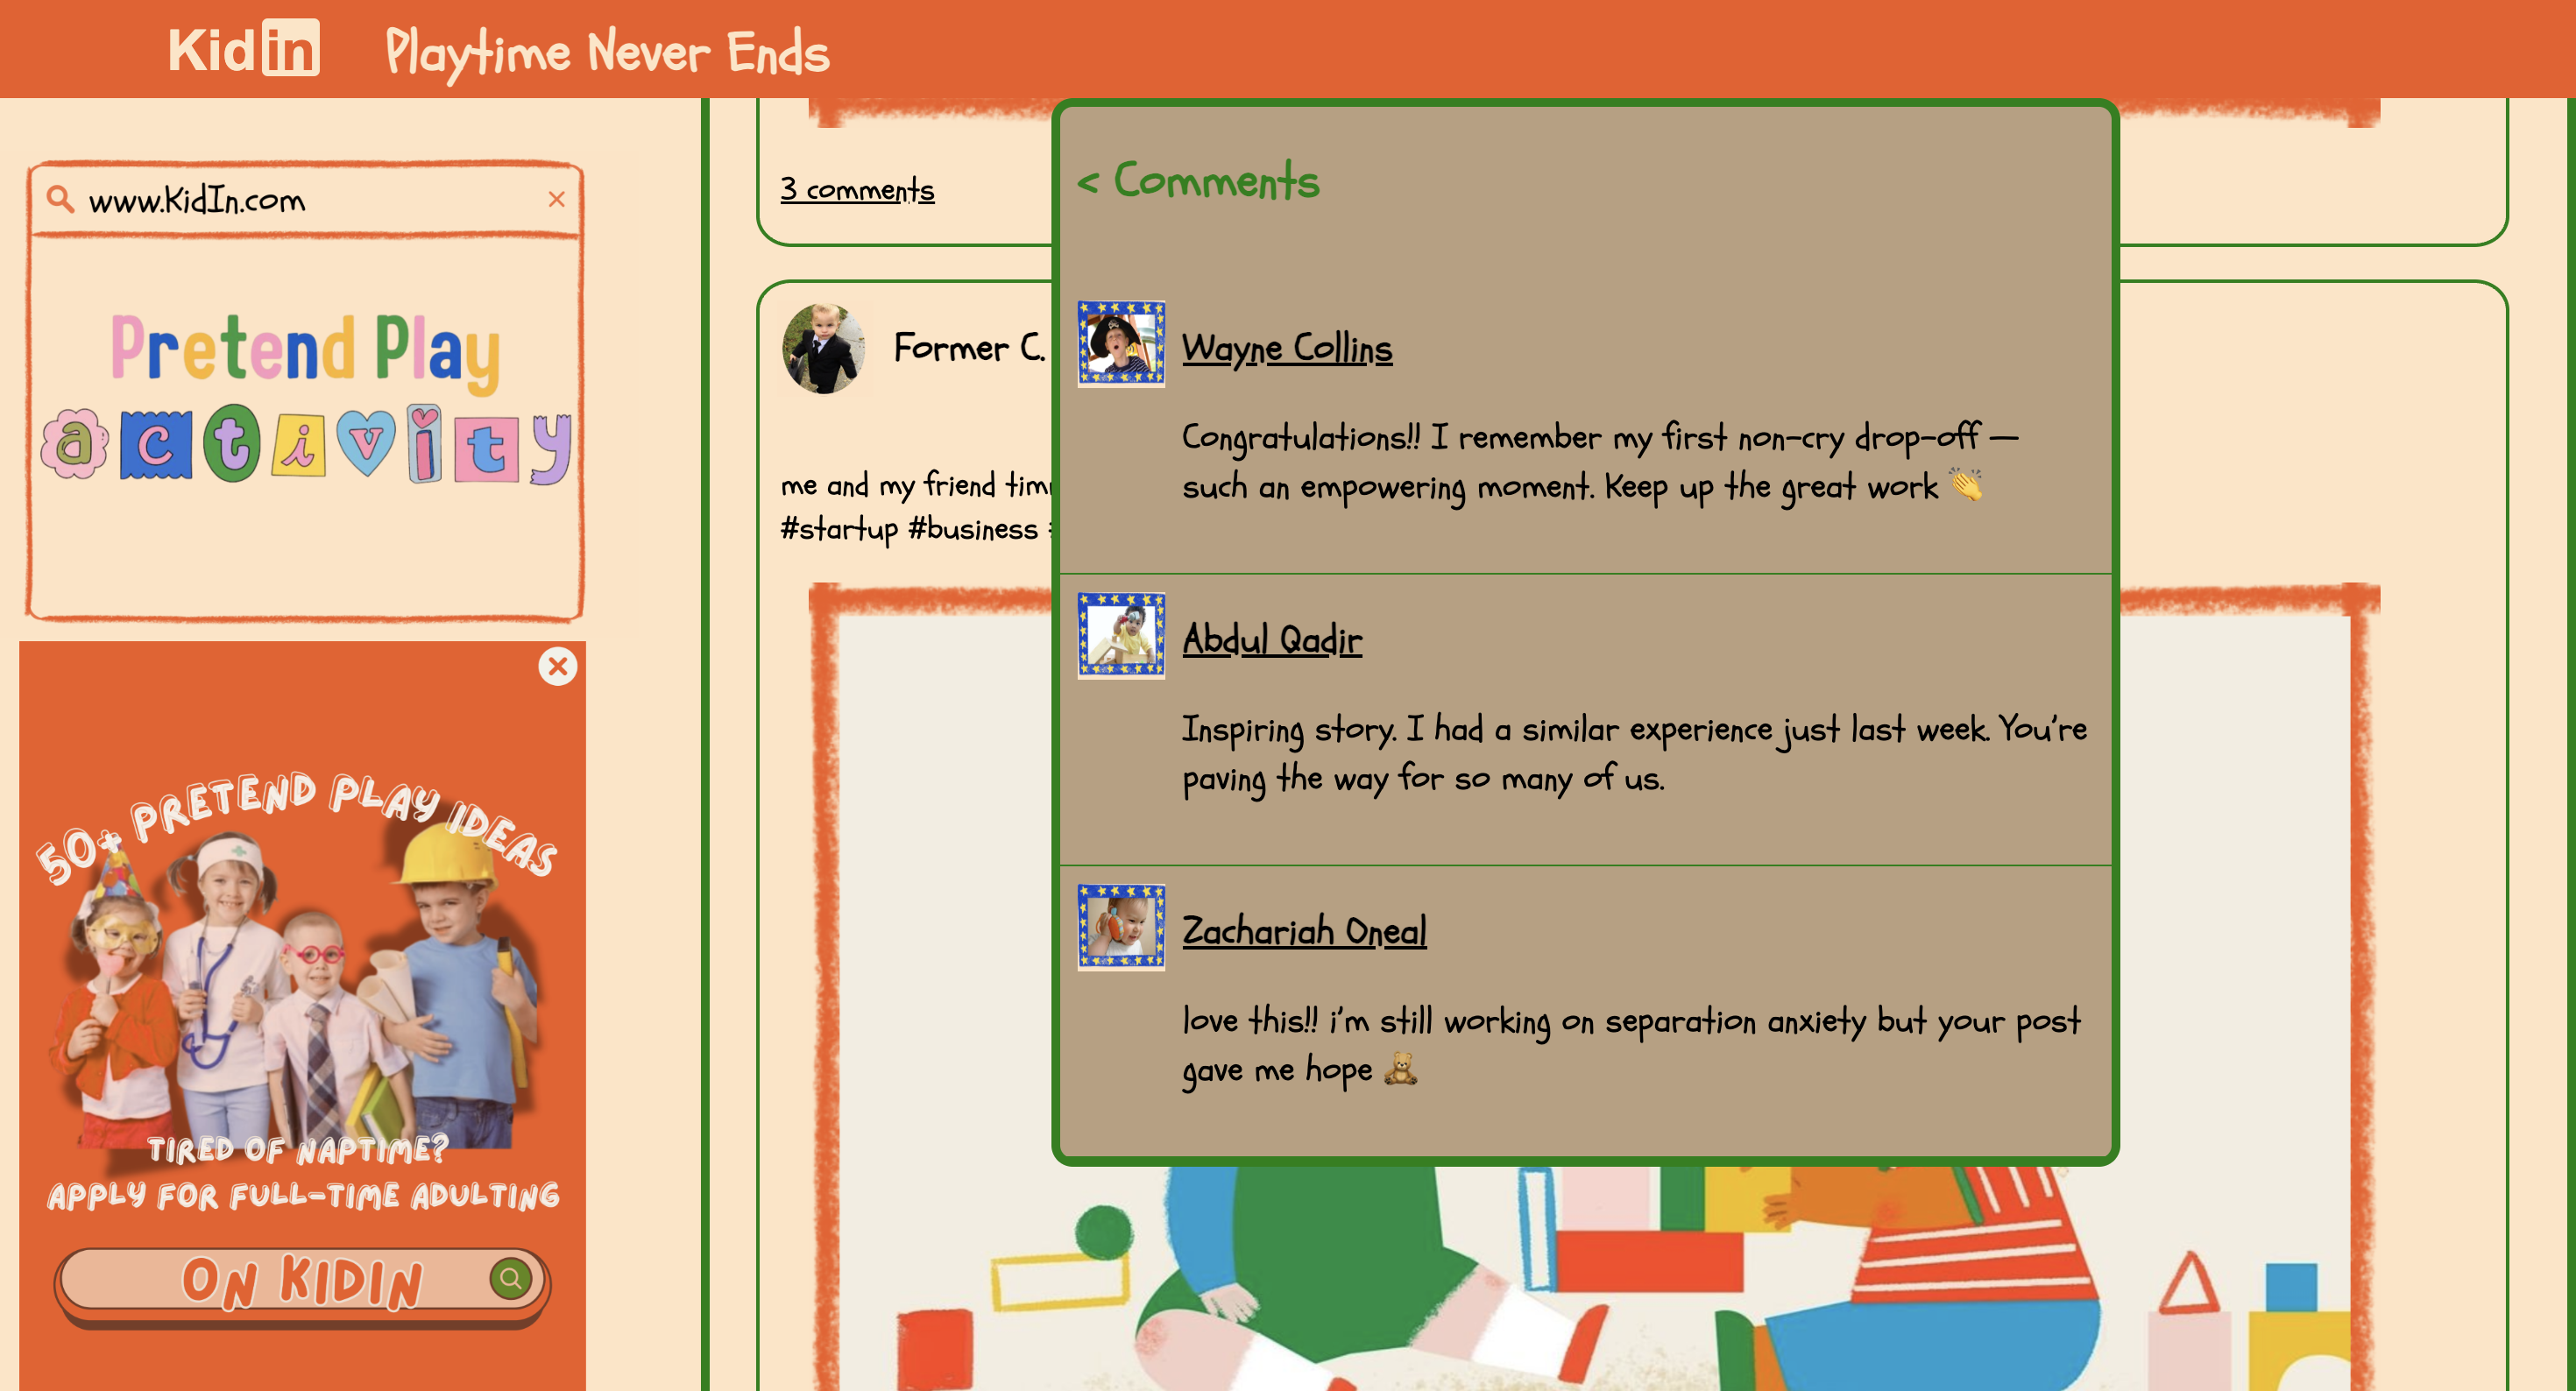 Kidin
Playtime Never Ends
www.KidIn.com
Pretend Play
activity
50+ PRETEND PLAY IDEAS
TIRED OF NAPTIME?
APPLY FOR FULL-TIME ADULTING
ON KIDIN
3 comments
Former C.
me and my friend
#startup #business
< Comments
Wayne Collins
Congratulations!! I remember my first non-cry drop-off —
such an empowering moment. Keep up the great work 👏
Abdul Qadir
Inspiring story. I had a similar experience just last week. You're
paving the way for so many of us.
Zachariah Oneal
love this!! i'm still working on separation anxiety but your post
gave me hope 🧸